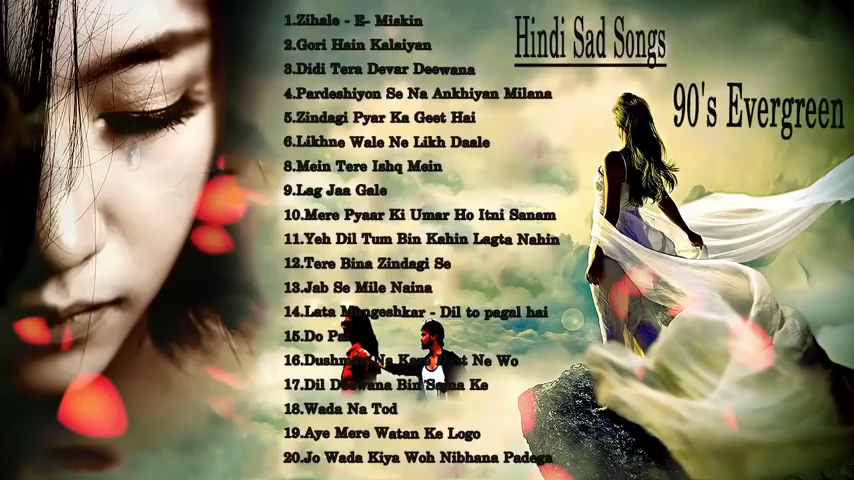 Hindi Sad Songs
90's Evergreen
1.Zihale - E- Miskin
2.Gori Hain Kalaiyan
3.Didi Tera Devar Deewana
4.Pardeshiyon Se Na Ankhiyan Milana
5.Zindagi Pyar Ka Geet Hai
6.Likhne Wale Ne Likh Daale
8.Mein Tere Ishq Mein
9.Lag Jaa Gale
10.Mere Pyaar Ki Umar Ho Itni Sanam
11.Yeh Dil Tum Bin Kahin Lagta Nahin
12.Tere Bina Zindagi Se
13.Jab Se Mile Naina
14.Lata Mangeshkar - Dil to pagal hai
15.Do
16.Dushman Na Kare Ne Wo
17.Dil Deewana Bin Sajna Ke
18.Wada Na Tod
19.Aye Mere Watan Ke Logo
20.Jo Wada Kiya Woh Nibhana Padega